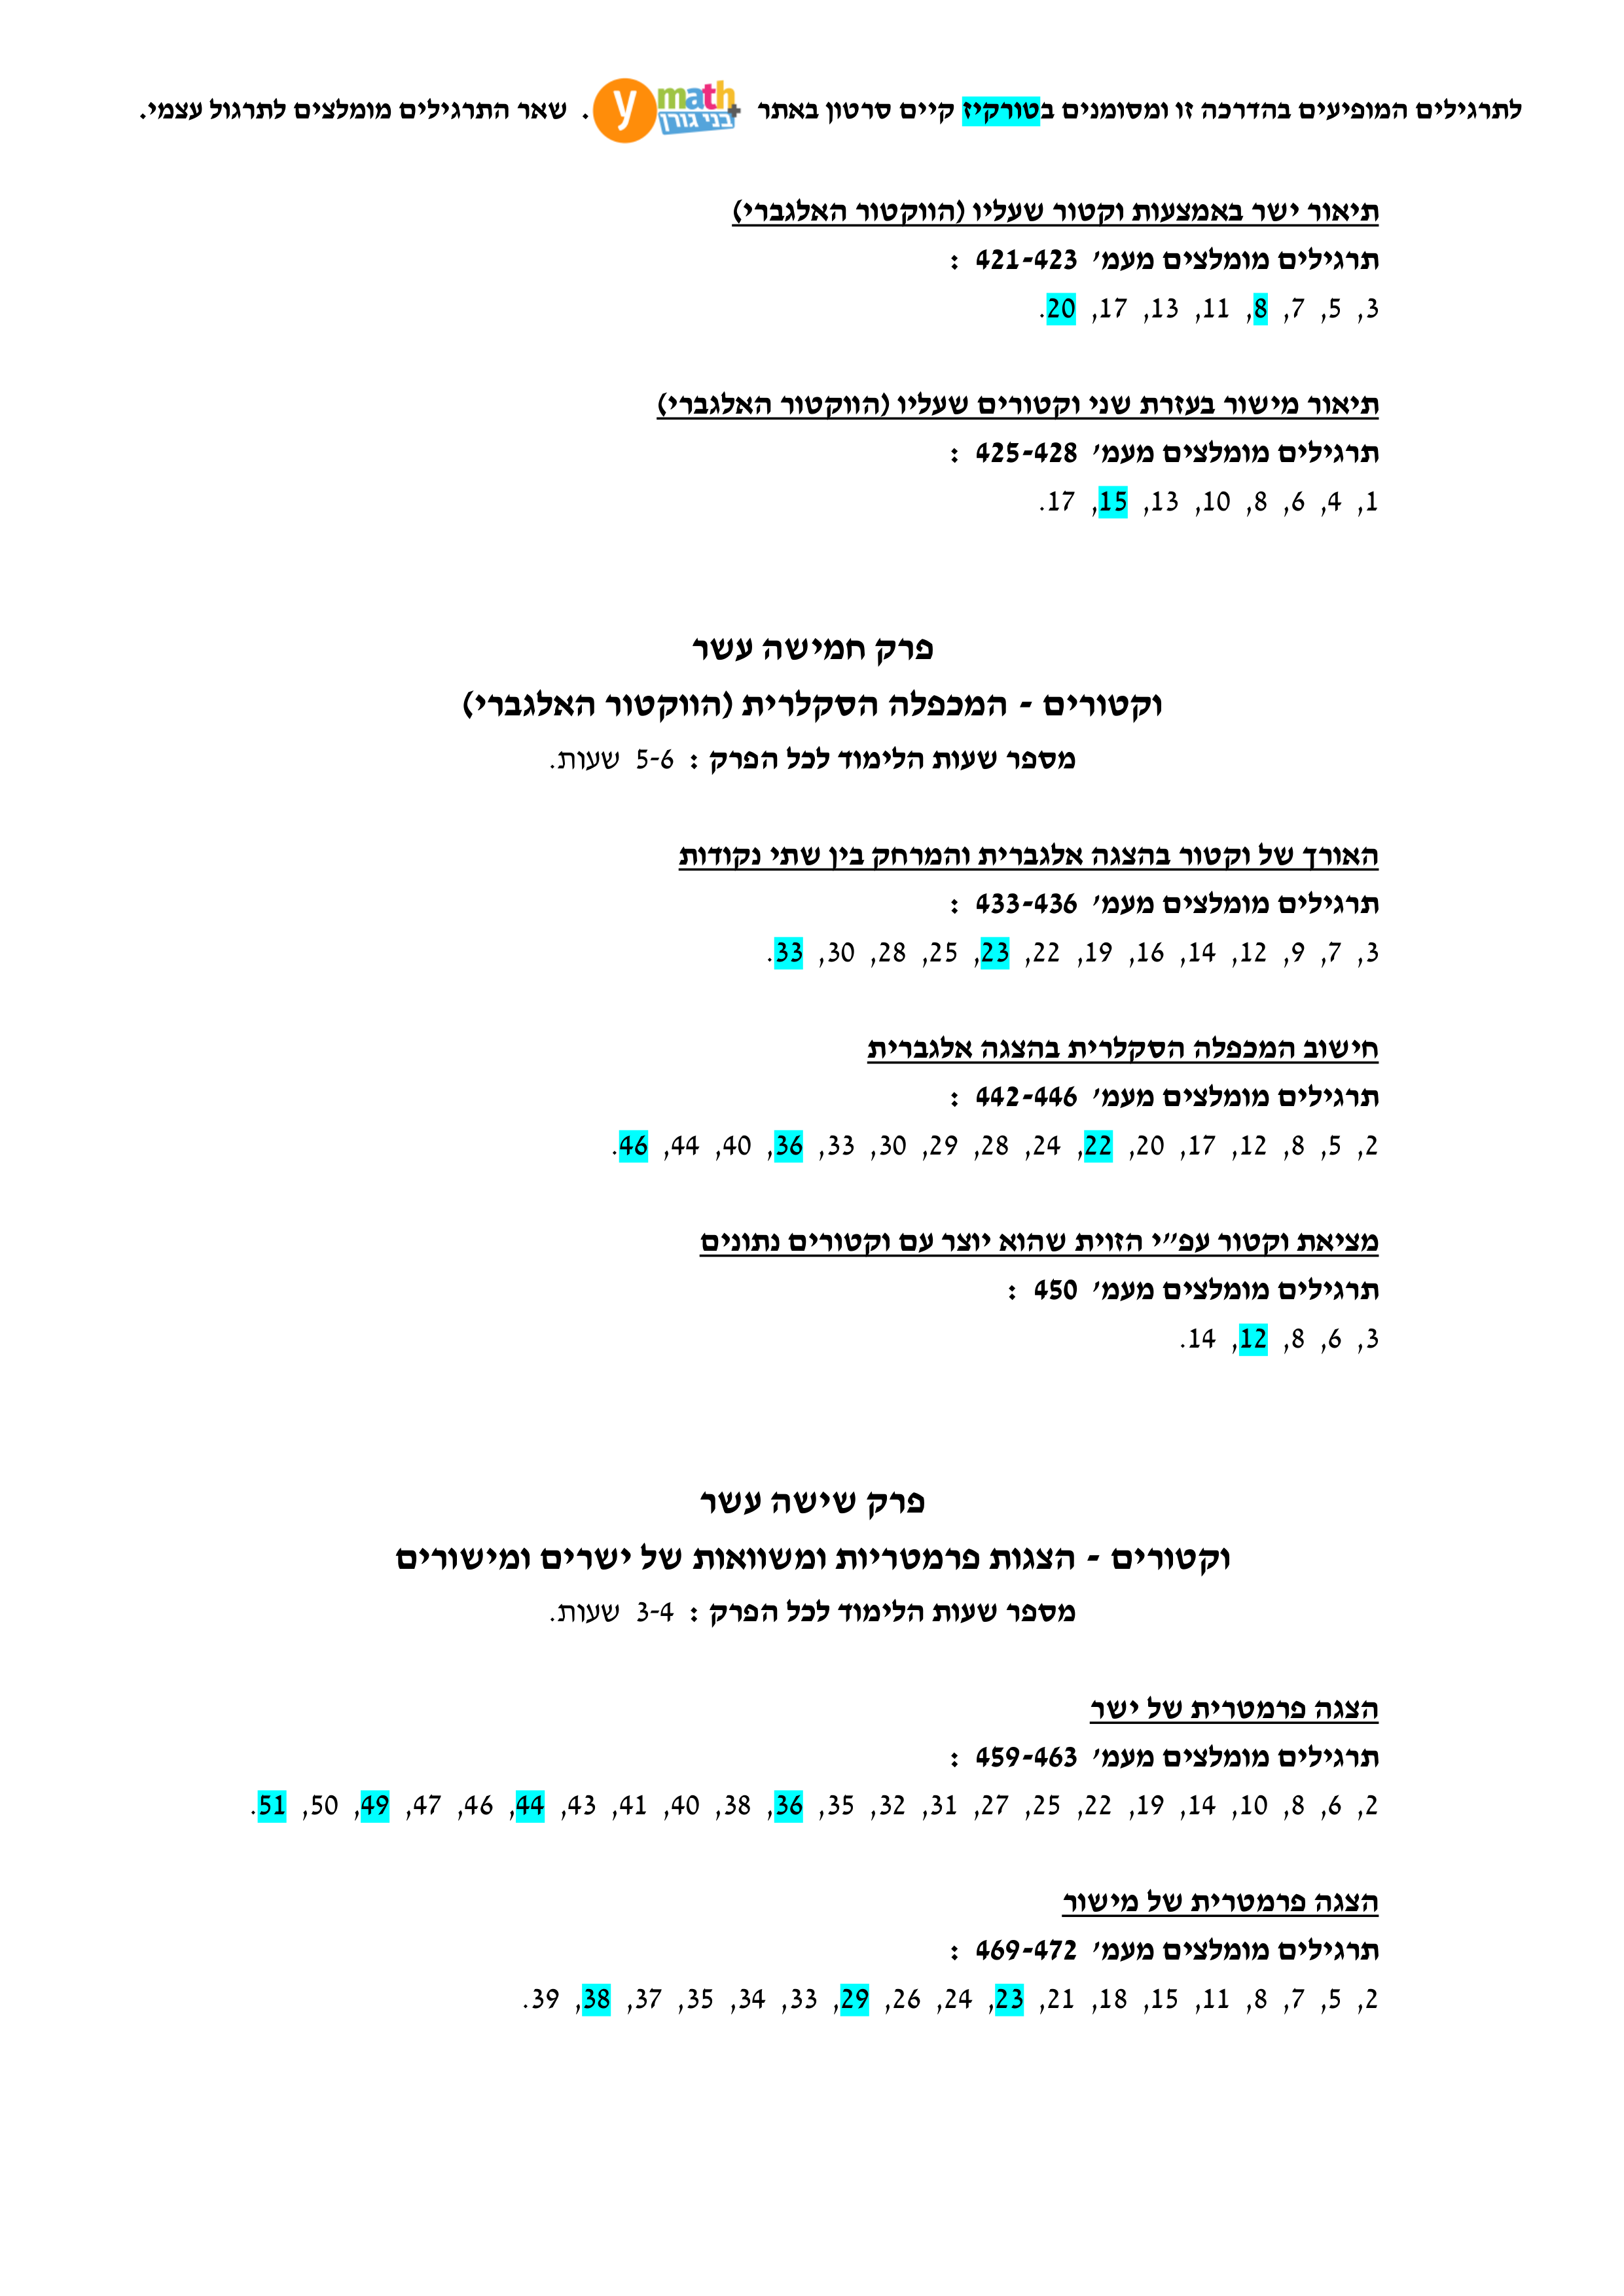 לתרגילים המופיעים בהדרכה זו ומסומנים בטורקיז קיים סרטון באתר y math+ בני גורן . שאר התרגילים מומלצים לתרגול עצמי.
תיאור ישר באמצעות וקטור שעליו (הווקטור האלגברי)
תרגילים מומלצים מעמ׳ 421-423 :
3, 5, 7, 8, 11, 13, 17, 20.
תיאור מישור בעזרת שני וקטורים שעליו (הווקטור האלגברי)
תרגילים מומלצים מעמ׳ 425-428 :
1, 4, 6, 8, 10, 13, 15, 17.
פרק חמישה עשר
וקטורים - המכפלה הסקלרית (הווקטור האלגברי)
מספר שעות הלימוד לכל הפרק : 5-6 שעות.
האורך של וקטור בהצגה אלגברית והמרחק בין שתי נקודות
תרגילים מומלצים מעמ׳ 433-436 :
3, 7, 9, 12, 14, 16, 19, 22, 23, 25, 28, 30, 33.
חישוב המכפלה הסקלרית בהצגה אלגברית
תרגילים מומלצים מעמ׳ 442-446 :
2, 5, 8, 12, 17, 20, 22, 24, 28, 29, 30, 33, 36, 40, 44, 46.
מציאת וקטור עפ״י הזוית שהוא יוצר עם וקטורים נתונים
תרגילים מומלצים מעמ׳ 450 :
3, 6, 8, 12, 14.
פרק שישה עשר
וקטורים - הצגות פרמטריות ומשוואות של ישרים ומישורים
מספר שעות הלימוד לכל הפרק : 3-4 שעות.
הצגה פרמטרית של ישר
תרגילים מומלצים מעמ׳ 459-463 :
2, 6, 8, 10, 14, 19, 22, 25, 27, 31, 32, 35, 36, 38, 40, 41, 43, 44, 46, 47, 49, 50, 51.
הצגה פרמטרית של מישור
תרגילים מומלצים מעמ׳ 469-472 :
2, 5, 7, 8, 11, 15, 18, 21, 23, 24, 26, 29, 33, 34, 35, 37, 38, 39.